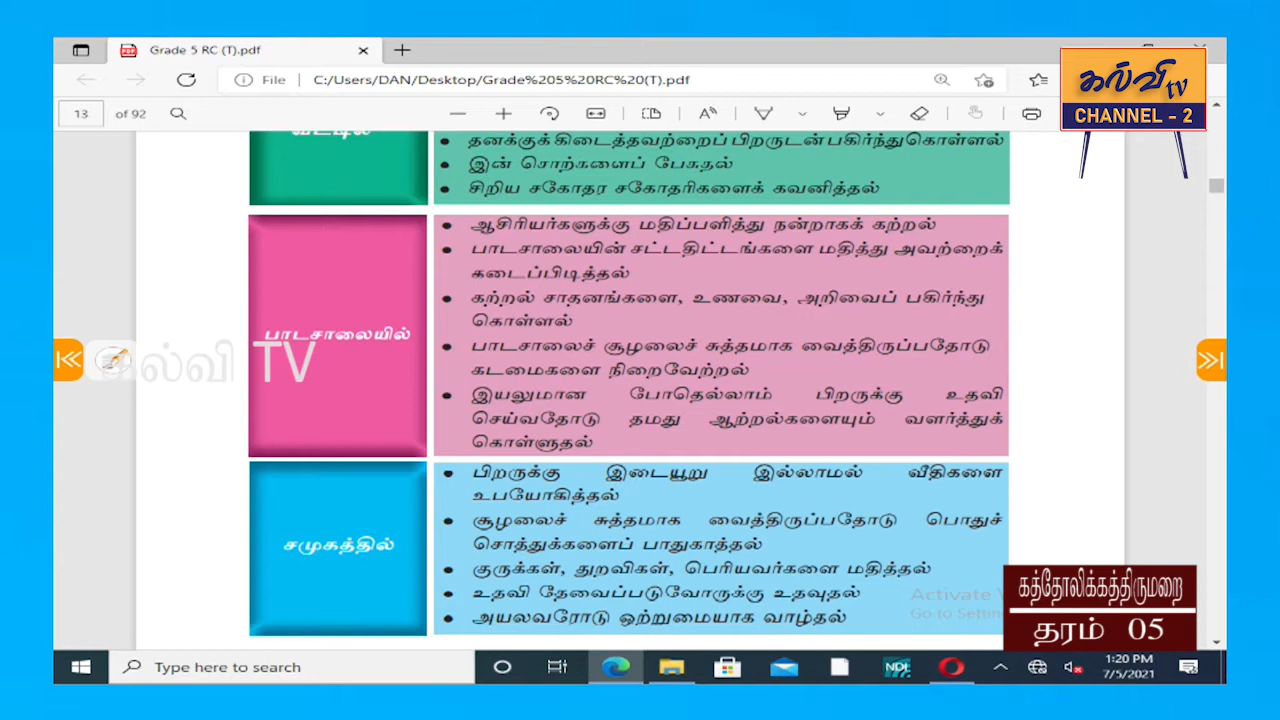 Grade 5 RC (T).pdf
File C:/Users/DAN/Desktop/Grade%205%20RC%20(T).pdf
கல்வி TV
CHANNEL - 2
13 of 92
வீட்டில்
தனக்குக்கிடைத்தவற்றைப் பிறருடன் பகிர்ந்துகொள்ளல்
இன் சொற்களைப் பேசுதல்
சிறிய சகோதர சகோதரிகளைக் கவனித்தல்
பாடசாலையில்
ஆசிரியர்களுக்கு மதிப்பளித்து நன்றாகக் கற்றல்
பாடசாலையின் சட்டதிட்டங்களை மதித்து அவற்றைக்
கடைப்பிடித்தல்
கற்றல் சாதனங்களை, உணவை, அறிவைப் பகிர்ந்து
கொள்ளல்
பாடசாலைச் சூழலைச் சுத்தமாக வைத்திருப்பதோடு
கடமைகளை நிறைவேற்றல்
இயலுமான போதெல்லாம் பிறருக்கு உதவி
செய்வதோடு தமது ஆற்றல்களையும் வளர்த்துக்
கொள்ளுதல்
கல்வி TV
சமுகத்தில்
பிறருக்கு இடையூறு இல்லாமல் வீதிகளை
உபயோகித்தல்
சூழலைச் சுத்தமாக வைத்திருப்பதோடு பொதுச்
சொத்துக்களைப் பாதுகாத்தல்
குருக்கள், துறவிகள், பெரியவர்களை மதித்தல்
உதவி தேவைப்படுவோருக்கு உதவுதல்
அயலவரோடு ஒற்றுமையாக வாழ்தல்
Activate
Go to Settin
கத்தோலிக்கத்திருமறை
தரம் 05
Type here to search
1:20 PM
7/5/2021